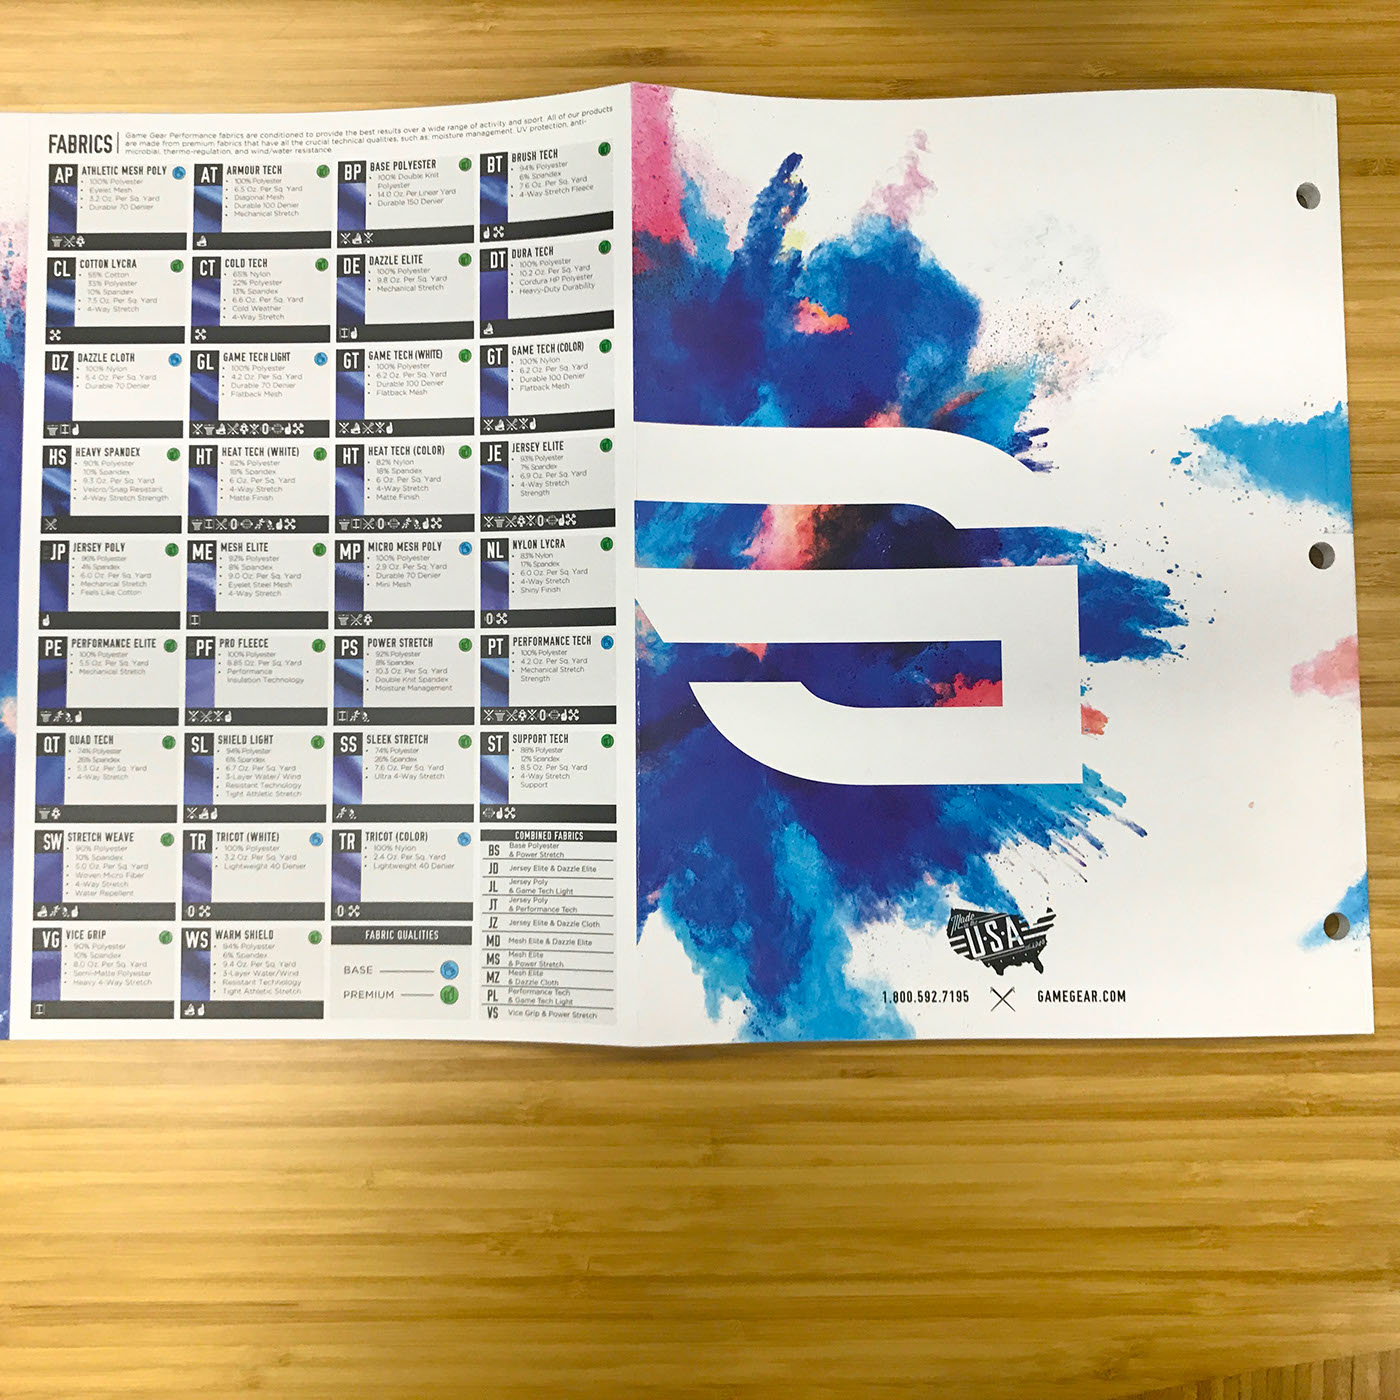 FABRICS
Game Gear Performance fabrics are conditioned to provide the best results over a wide range of activity and sport. All of our products
are made from premium fabrics that have all the crucial technical qualities, such as: moisture management, UV protection, anti-
microbial, thermo-regulation, and wind/water resistance.
AP ATHLETIC MESH POLY
• 100% Polyester
• Eyelet Mesh
• 3.2 Oz. Per Sq. Yard
• Durable 70 Denier
AT ARMOUR TECH
• 100% Polyester
• 6.5 Oz. Per Sq. Yard
• Diagonal Mesh
• Durable 100 Denier
• Mechanical Stretch
BP BASE POLYESTER
• 100% Double Knit
Polyester
• 14.0 Oz. Per Linear Yard
• Durable 150 Denier
BT BRUSH TECH
• 94% Polyester
6% Spandex
• 7.6 Oz. Per Sq. Yard
• 4-Way Stretch Fleece
CL COTTON LYCRA
• 55% Cotton
33% Polyester
10% Spandex
• 7.5 Oz. Per Sq. Yard
• 4-Way Stretch
CT COLD TECH
• 65% Nylon
22% Polyester
13% Spandex
• 6.6 Oz. Per Sq. Yard
• Cold Weather
• 4-Way Stretch
DE DAZZLE ELITE
• 100% Polyester
• 9.8 Oz. Per Sq. Yard
• Mechanical Stretch
DT DURA TECH
• 100% Polyester
• 10.2 Oz. Per Sq. Yard
• Cordura HP Polyester
• Heavy-Duty Durability
DZ DAZZLE CLOTH
• 100% Nylon
• 5.4 Oz. Per Sq. Yard
• Durable 70 Denier
GL GAME TECH LIGHT
• 100% Polyester
• 4.2 Oz. Per Sq. Yard
• Durable 70 Denier
• Flatback Mesh
GT GAME TECH (WHITE)
• 100% Polyester
• 6.2 Oz. Per Sq. Yard
• Durable 100 Denier
• Flatback Mesh
GT GAME TECH (COLOR)
• 100% Nylon
• 6.2 Oz. Per Sq. Yard
• Durable 100 Denier
• Flatback Mesh
HS HEAVY SPANDEX
• 90% Polyester
10% Spandex
• 8.3 Oz. Per Sq. Yard
• Velcro/Snag Resistant
• 4-Way Stretch Strength
HT HEAT TECH (WHITE)
• 82% Polyester
18% Spandex
• 6 Oz. Per Sq. Yard
• 4-Way Stretch
• Matte Finish
HT HEAT TECH (COLOR)
• 82% Nylon
18% Spandex
• 6 Oz. Per Sq. Yard
• 4-Way Stretch
• Matte Finish
JE JERSEY ELITE
• 93% Polyester
7% Spandex
• 6.9 Oz. Per Sq. Yard
• 4-Way Stretch
Strength
JP JERSEY POLY
• 96% Polyester
4% Spandex
• 6.0 Oz. Per Sq. Yard
• Mechanical Stretch
• Feels Like Cotton
ME MESH ELITE
• 92% Polyester
8% Spandex
• 9.0 Oz. Per Sq. Yard
• Eyelet Steel Mesh
• 4-Way Stretch
MP MICRO MESH POLY
• 100% Polyester
• 2.9 Oz. Per Sq. Yard
• Durable 70 Denier
• Mini Mesh
NL NYLON LYCRA
• 83% Nylon
17% Spandex
• 6.0 Oz. Per Sq. Yard
• 4-Way Stretch
• Shiny Finish
PE PERFORMANCE ELITE
• 100% Polyester
• 5.5 Oz. Per Sq. Yard
• Mechanical Stretch
PF PRO FLEECE
• 100% Polyester
• 8.85 Oz. Per Sq. Yard
• Performance
Insulation Technology
PS POWER STRETCH
• 92% Polyester
8% Spandex
• 10.3 Oz. Per Sq. Yard
• Double Knit Spandex
• Moisture Management
PT PERFORMANCE TECH
• 100% Polyester
• 4.2 Oz. Per Sq. Yard
• Mechanical Stretch
Strength
QT QUAD TECH
• 74% Polyester
26% Spandex
• 5.3 Oz. Per Sq. Yard
• 4-Way Stretch
SL SHIELD LIGHT
• 94% Polyester
6% Spandex
• 6.7 Oz. Per Sq. Yard
• 3-Layer Water/ Wind
• Resistant Technology
• Tight Athletic Stretch
SS SLEEK STRETCH
• 74% Polyester
26% Spandex
• 7.6 Oz. Per Sq. Yard
• Ultra 4-Way Stretch
ST SUPPORT TECH
• 88% Polyester
12% Spandex
• 8.5 Oz. Per Sq. Yard
• 4-Way Stretch
Support
SW STRETCH WEAVE
• 90% Polyester
10% Spandex
• 5.0 Oz. Per Sq. Yard
• Woven Micro Fiber
• 4-Way Stretch
• Water Repellent
TR TRICOT (WHITE)
• 100% Polyester
• 3.2 Oz. Per Sq. Yard
• Lightweight 40 Denier
TR TRICOT (COLOR)
• 100% Nylon
• 2.4 Oz. Per Sq. Yard
• Lightweight 40 Denier
VG VICE GRIP
• 90% Polyester
10% Spandex
• 8.0 Oz. Per Sq. Yard
• Semi-Matte Polyester
• Heavy 4-Way Stretch
WS WARM SHIELD
• 94% Polyester
6% Spandex
• 9.4 Oz. Per Sq. Yard
• 3-Layer Water/Wind
• Resistant Technology
• Tight Athletic Stretch
FABRIC QUALITIES
BASE
PREMIUM
COMBINED FABRICS
BS Base Polyester
& Power Stretch
JD Jersey Elite & Dazzle Elite
JL Jersey Poly
& Game Tech Light
JT Jersey Poly
& Performance Tech
JZ Jersey Elite & Dazzle Cloth
MD Mesh Elite & Dazzle Elite
MS Mesh Elite
& Power Stretch
MZ Mesh Elite
& Dazzle Cloth
PL Performance Tech
& Game Tech Light
VS Vice Grip & Power Stretch
Made
U·S·A
1.800.592.7195
GAMEGEAR.COM